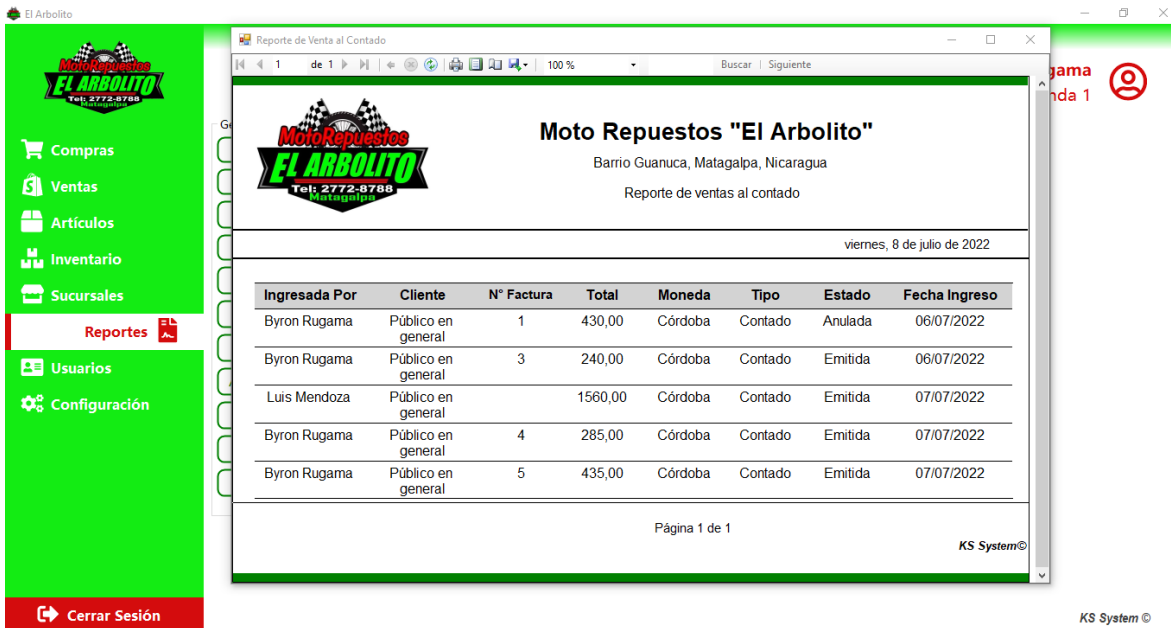 El Arbolito
Reporte de Venta al Contado
1 de 1 100 % Buscar | Siguiente
MotoRepuestos
EL ARBOLITO
Tel: 2772-8788
Matagalpa
Compras
Ventas
Artículos
Inventario
Sucursales
Reportes
Usuarios
Configuración
Cerrar Sesión
MotoRepuestos
EL ARBOLITO
Tel: 2772-8788
Matagalpa
Moto Repuestos "El Arbolito"
Barrio Guanuca, Matagalpa, Nicaragua
Reporte de ventas al contado
viernes, 8 de julio de 2022
Ingresada Por Cliente N° Factura Total Moneda Tipo Estado Fecha Ingreso
Byron Rugama Público en general 1 430,00 Córdoba Contado Anulada 06/07/2022
Byron Rugama Público en general 3 240,00 Córdoba Contado Emitida 06/07/2022
Luis Mendoza Público en general 1560,00 Córdoba Contado Emitida 07/07/2022
Byron Rugama Público en general 4 285,00 Córdoba Contado Emitida 07/07/2022
Byron Rugama Público en general 5 435,00 Córdoba Contado Emitida 07/07/2022
Página 1 de 1
KS System©
gama
nda 1
KS System ©